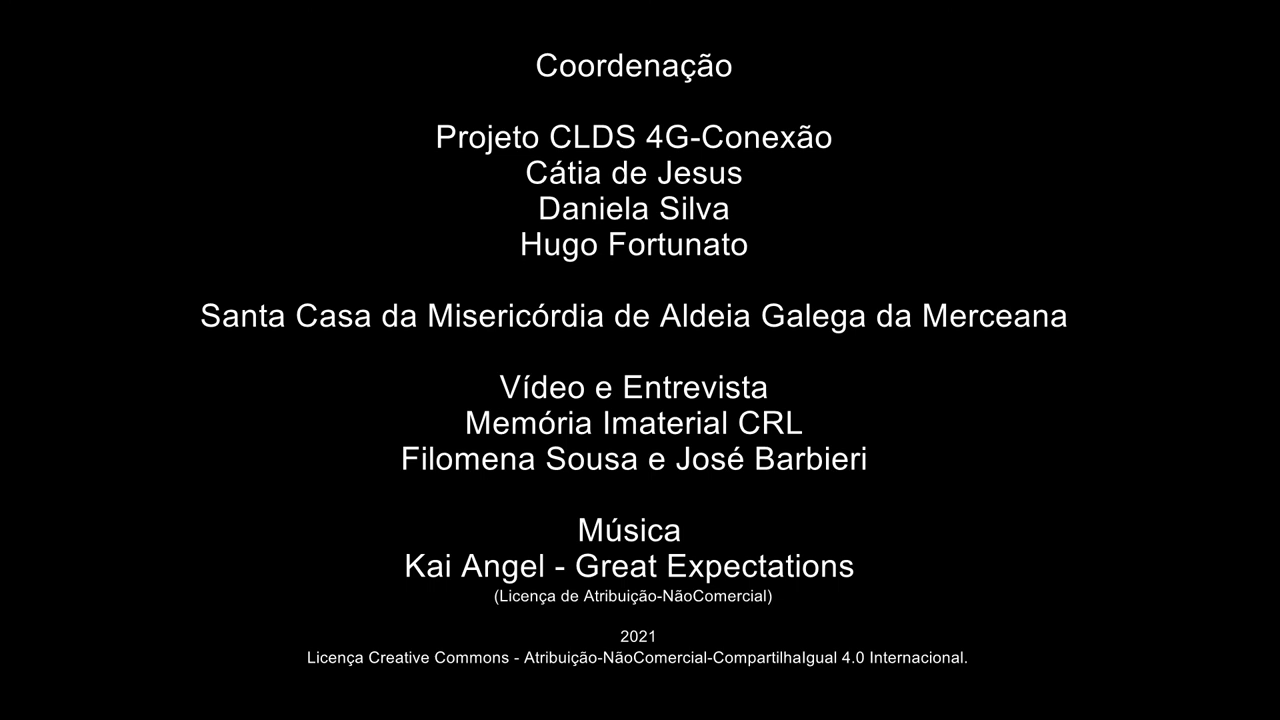 Coordenação
Projeto CLDS 4G-Conexão
Cátia de Jesus
Daniela Silva
Hugo Fortunato
Santa Casa da Misericórdia de Aldeia Galega da Merceana
Vídeo e Entrevista
Memória Imaterial CRL
Filomena Sousa e José Barbieri
Música
Kai Angel - Great Expectations
(Licença de Atribuição-NãoComercial)
2021
Licença Creative Commons - Atribuição-NãoComercial-CompartilhaIgual 4.0 Internacional.